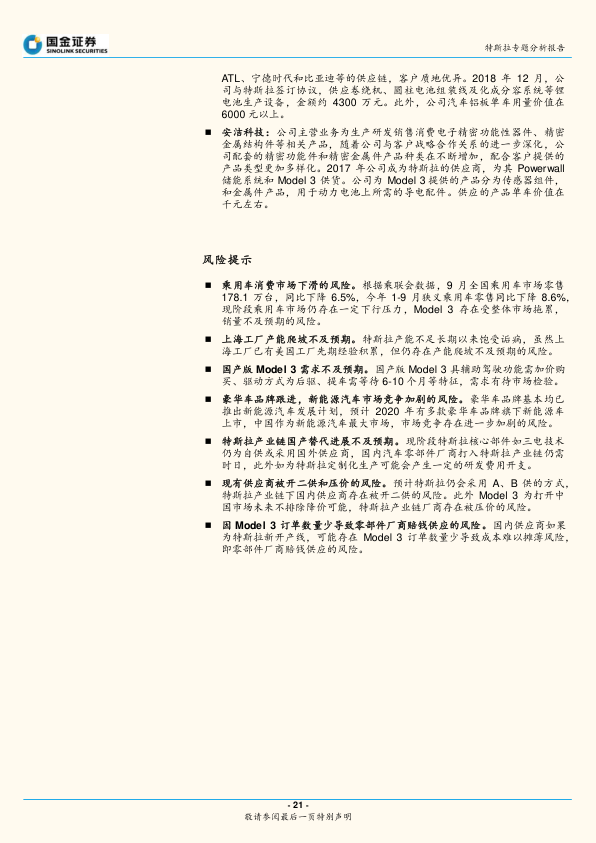 国金证券
SINOLINK SECURITIES
特斯拉专题分析报告
ATL、宁德时代和比亚迪等的供应链，客户质地优异。2018 年 12 月，公
司与特斯拉签订协议，供应卷绕机、圆柱电池组装线及化成分容系统等锂
电池生产设备，金额约 4300 万元。此外，公司汽车铝板单车用量价值在
6000 元以上。
■ 安洁科技：公司主营业务为生产研发销售消费电子精密功能性器件、精密
金属结构件等相关产品，随着公司与客户战略合作关系的进一步深化，公
司配套的精密功能件和精密金属件产品种类在不断增加，配合客户提供的
产品类型更加多样化。2017 年公司成为特斯拉的供应商，为其 Powerwall
储能系统和 Model 3 供货。公司为 Model 3 提供的产品分为传感器组件，
和金属件产品，用于动力电池上所需的导电配件。供应的产品单车价值在
千元左右。
风险提示
■ 乘用车消费市场下滑的风险。根据乘联会数据，9 月全国乘用车市场零售
178.1 万台，同比下降 6.5%，今年 1-9 月狭义乘用车零售同比下降 8.6%，
现阶段乘用车市场仍存在一定下行压力，Model 3 存在受整体市场拖累，
销量不及预期的风险。
■ 上海工厂产能爬坡不及预期。特斯拉产能不足长期以来饱受诟病，虽然上
海工厂已有美国工厂先期经验积累，但仍存在产能爬坡不及预期的风险。
■ 国产版 Model 3 需求不及预期。国产版 Model 3 具辅助驾驶功能需加价购
买、驱动方式为后驱、提车需等待 6-10 个月等特征，需求有待市场检验。
■ 豪华车品牌跟进，新能源汽车市场竞争加剧的风险。豪华车品牌基本均已
推出新能源汽车发展计划，预计 2020 年有多款豪华车品牌旗下新能源车
上市，中国作为新能源汽车最大市场，市场竞争存在进一步加剧的风险。
■ 特斯拉产业链国产替代进展不及预期。现阶段特斯拉核心部件如三电技术
仍为自供或采用国外供应商，国内汽车零部件厂商打入特斯拉产业链仍需
时日，此外如为特斯拉定制化生产可能会产生一定的研发费用开支。
■ 现有供应商被开二供和压价的风险。预计特斯拉仍会采用 A、B 供的方式，
特斯拉产业链下国内供应商存在被开二供的风险。此外 Model 3 为打开中
国市场未来不排除降价可能，特斯拉产业链厂商存在被压价的风险。
■ 因 Model 3 订单数量少导致零部件厂商赔钱供应的风险。国内供应商如果
为特斯拉新开产线，可能存在 Model 3 订单数量少导致成本难以摊薄风险，
即零部件厂商赔钱供应的风险。
- 21 -
敬请参阅最后一页特别声明